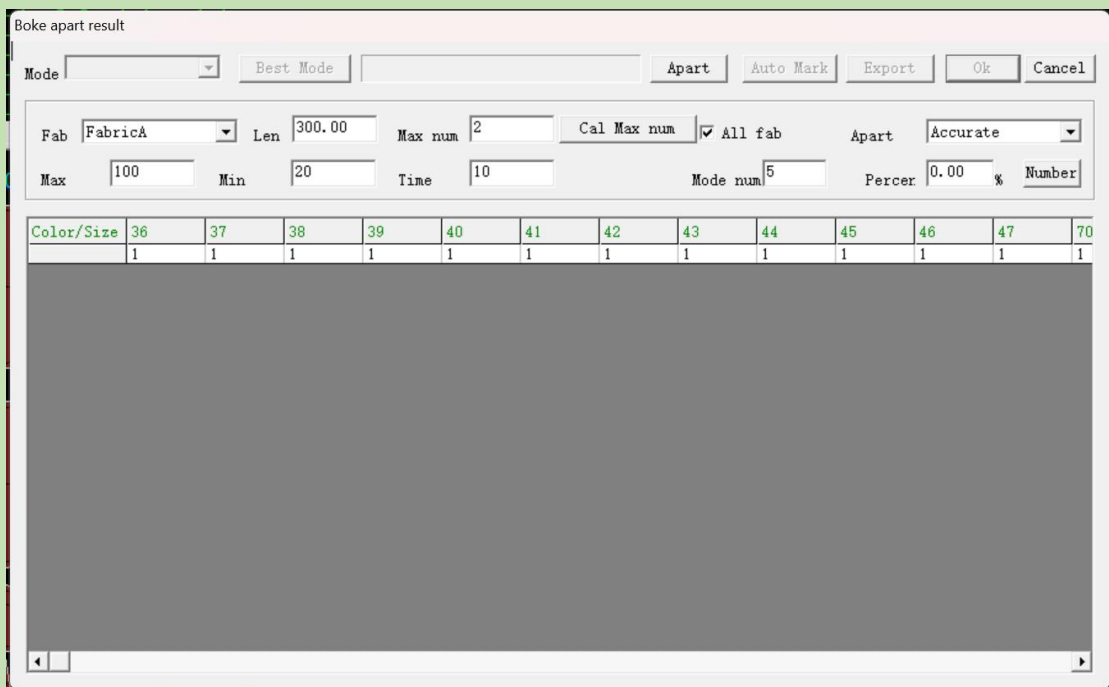 Boke apart result
Mode Best Mode Apart Auto Mark Export Ok Cancel
Fab FabricA Len 300.00 Max num 2 Cal Max num All fab Apart Accurate
Max 100 Min 20 Time 10 Mode num 5 Percer 0.00 % Number
Color/Size 36 37 38 39 40 41 42 43 44 45 46 47 70
1 1 1 1 1 1 1 1 1 1 1 1 1